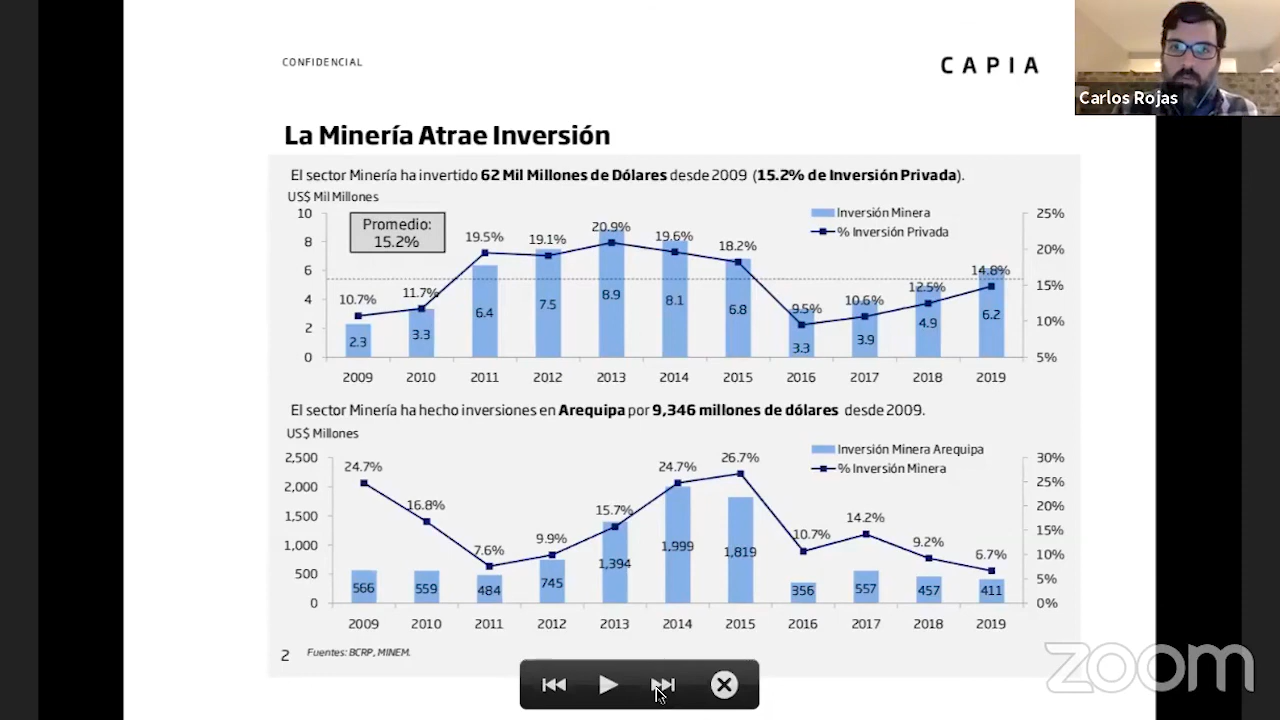 CONFIDENCIAL
CAPIA
Carlos Rojas
La Minería Atrae Inversión
El sector Minería ha invertido 62 Mil Millones de Dólares desde 2009 (15.2% de Inversión Privada).
US$ Mil Millones
Promedio:
15.2%
Inversión Minera
% Inversión Privada
10
8
6
4
2
0
25%
20%
15%
10%
5%
10.7% 11.7% 19.5% 19.1% 20.9% 19.6% 18.2% 9.5% 10.6% 12.5% 14.8%
2.3 3.3 6.4 7.5 8.9 8.1 6.8 3.3 3.9 4.9 6.2
2009 2010 2011 2012 2013 2014 2015 2016 2017 2018 2019
El sector Minería ha hecho inversiones en Arequipa por 9,346 millones de dólares desde 2009.
US$ Millones
Inversión Minera Arequipa
% Inversión Minera
2,500
2,000
1,500
1,000
500
0
30%
25%
20%
15%
10%
5%
0%
24.7% 16.8% 7.6% 9.9% 15.7% 24.7% 26.7% 10.7% 14.2% 9.2% 6.7%
566 559 484 745 1,394 1,999 1,819 356 557 457 411
2009 2010 2011 2012 2013 2014 2015 2016 2017 2018 2019
2 Fuentes: BCRP, MINEM.
zoom